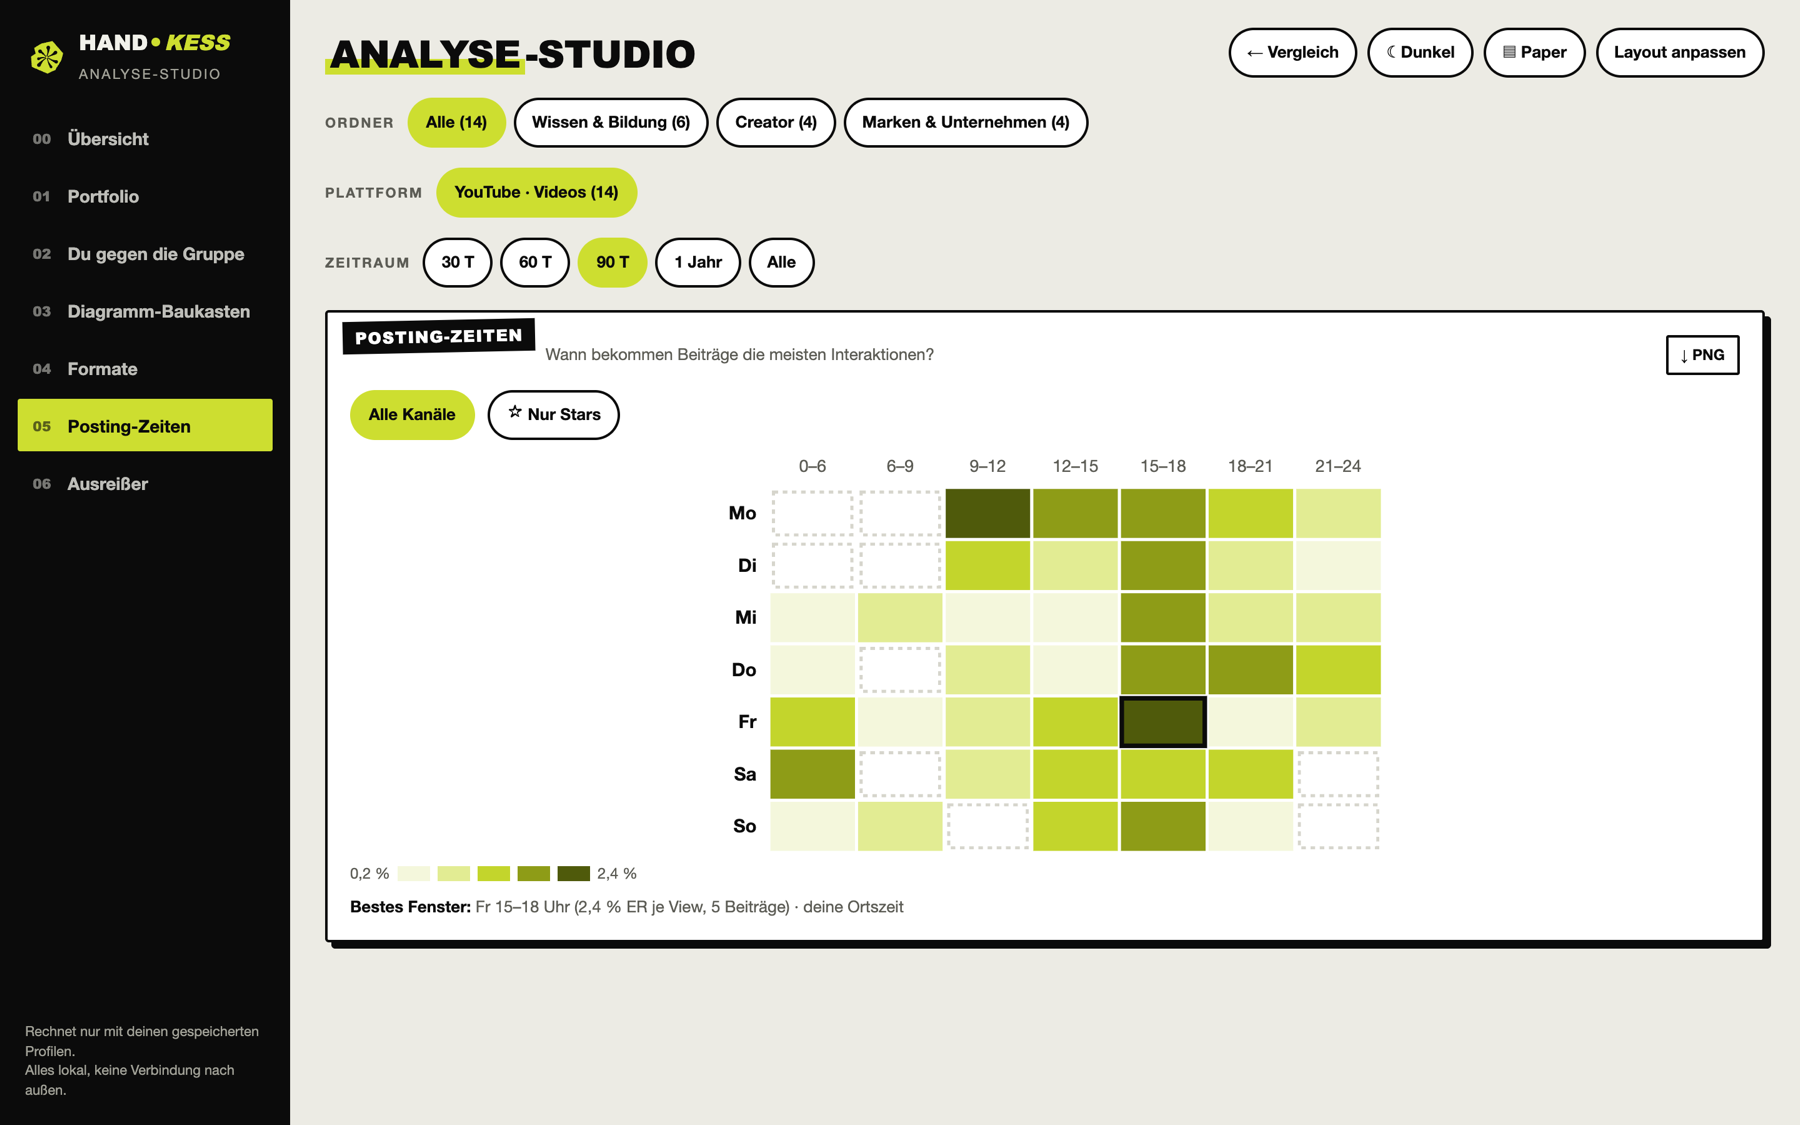 HAND•KESS
ANALYSE-STUDIO
00 Übersicht
01 Portfolio
02 Du gegen die Gruppe
03 Diagramm-Baukasten
04 Formate
05 Posting-Zeiten
06 Ausreißer
Rechnet nur mit deinen gespeicherten
Profilen.
Alles lokal, keine Verbindung nach
außen.
ANALYSE-STUDIO
← Vergleich
☾ Dunkel
▤ Paper
Layout anpassen
ORDNER Alle (14) Wissen & Bildung (6) Creator (4) Marken & Unternehmen (4)
PLATTFORM YouTube · Videos (14)
ZEITRAUM 30 T 60 T 90 T 1 Jahr Alle
POSTING-ZEITEN Wann bekommen Beiträge die meisten Interaktionen?
↓ PNG
Alle Kanäle ☆ Nur Stars
0–6 6–9 9–12 12–15 15–18 18–21 21–24
Mo
Di
Mi
Do
Fr
Sa
So
0,2 % 2,4 %
Bestes Fenster: Fr 15–18 Uhr (2,4 % ER je View, 5 Beiträge) · deine Ortszeit